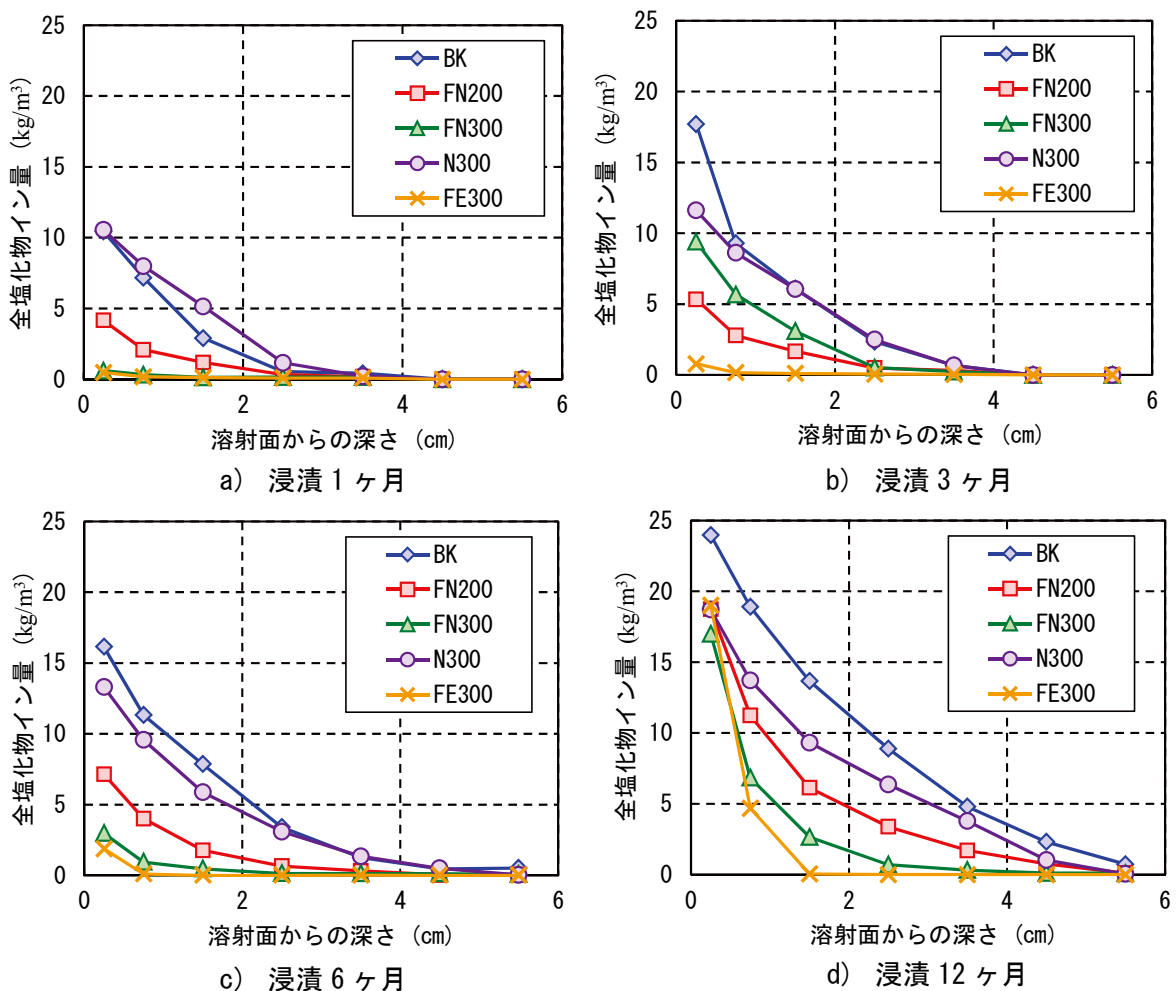 25
20
15
10
5
0
全塩化物イン量 (kg/m³)
BK
FN200
FN300
N300
FE300
0 2 4 6
溶射面からの深さ (cm)
a) 浸漬 1 ヶ月
25
20
15
10
5
0
全塩化物イン量 (kg/m³)
BK
FN200
FN300
N300
FE300
0 2 4 6
溶射面からの深さ (cm)
b) 浸漬 3 ヶ月
25
20
15
10
5
0
全塩化物イン量 (kg/m³)
BK
FN200
FN300
N300
FE300
0 2 4 6
溶射面からの深さ (cm)
c) 浸漬 6 ヶ月
25
20
15
10
5
0
全塩化物イン量 (kg/m³)
BK
FN200
FN300
N300
FE300
0 2 4 6
溶射面からの深さ (cm)
d) 浸漬 12 ヶ月